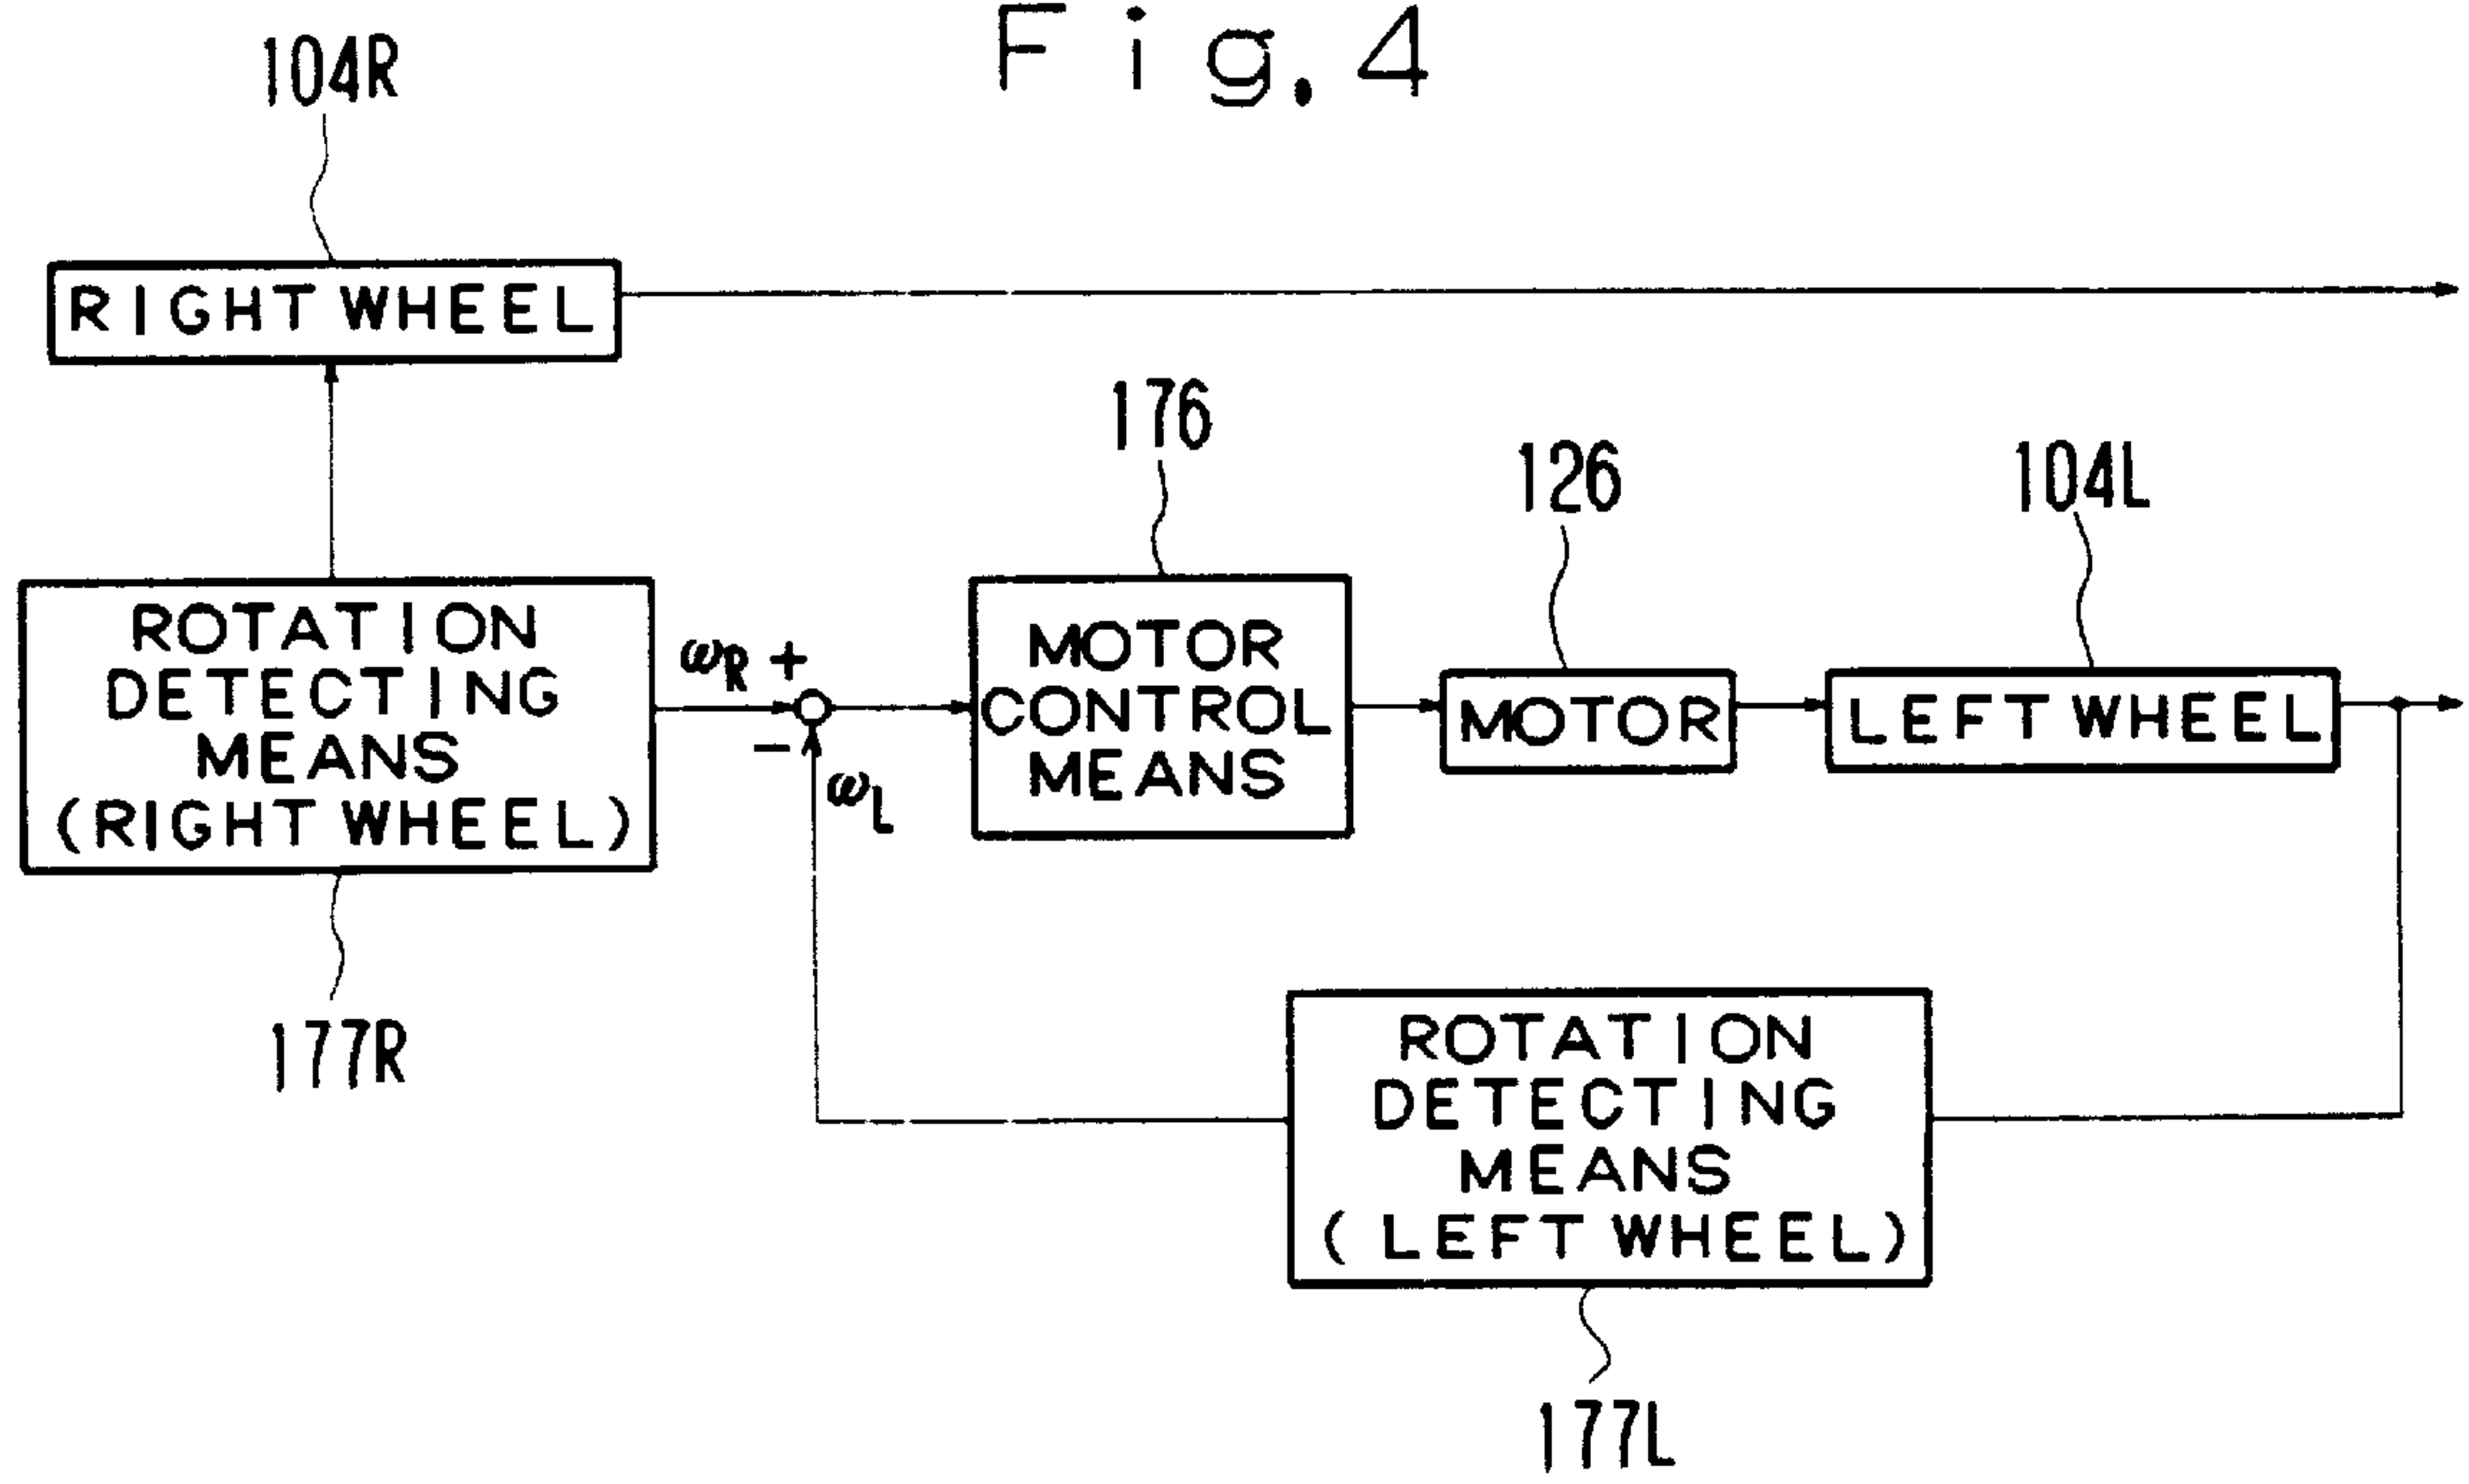 Fig.4
104R
RIGHT WHEEL
176
126
104L
ROTATION
DETECTING
MEANS
(RIGHT WHEEL)
ωR +
-
ωL
MOTOR
CONTROL
MEANS
MOTOR
LEFT WHEEL
177R
ROTATION
DETECTING
MEANS
(LEFT WHEEL)
177L